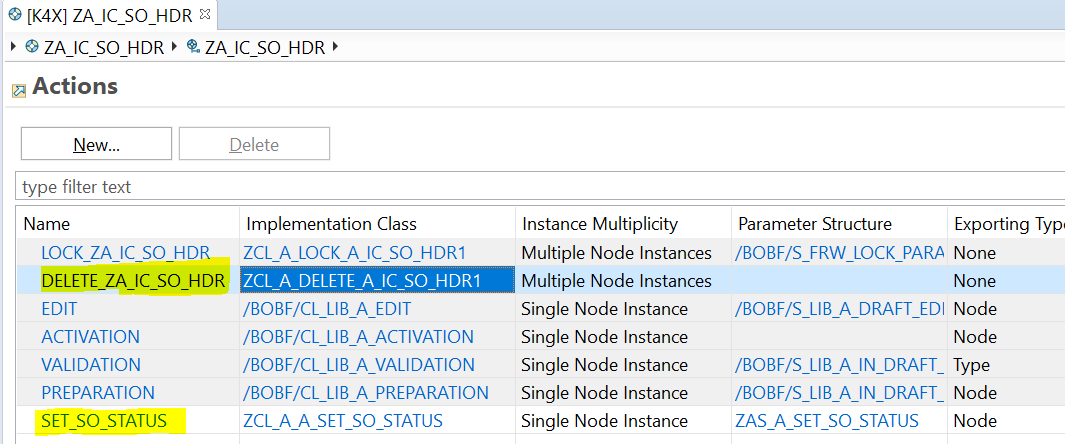 [K4X] ZA_IC_SO_HDR
ZA_IC_SO_HDR ZA_IC_SO_HDR
Actions
New... Delete
type filter text
Name Implementation Class Instance Multiplicity Parameter Structure Exporting Type
LOCK_ZA_IC_SO_HDR ZCL_A_LOCK_A_IC_SO_HDR1 Multiple Node Instances /BOBF/S_FRW_LOCK_PARA None
DELETE_ZA_IC_SO_HDR ZCL_A_DELETE_A_IC_SO_HDR1 Multiple Node Instances None
EDIT /BOBF/CL_LIB_A_EDIT Single Node Instance /BOBF/S_LIB_A_DRAFT_EDI Node
ACTIVATION /BOBF/CL_LIB_A_ACTIVATION Single Node Instance Node
VALIDATION /BOBF/CL_LIB_A_VALIDATION Single Node Instance /BOBF/S_LIB_A_IN_DRAFT_ Type
PREPARATION /BOBF/CL_LIB_A_PREPARATION Single Node Instance /BOBF/S_LIB_A_IN_DRAFT_ Node
SET_SO_STATUS ZCL_A_A_SET_SO_STATUS Single Node Instance ZAS_A_SET_SO_STATUS Node